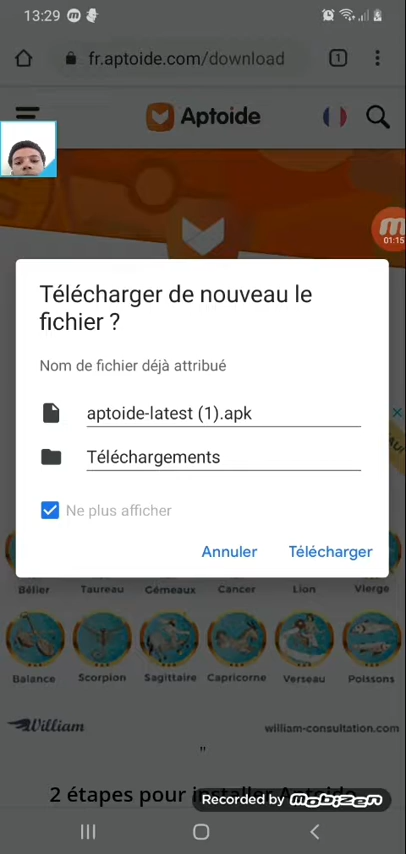 13:29
fr.aptoide.com/download
1
Aptoide
01:15
Télécharger de nouveau le
fichier ?
Nom de fichier déjà attribué
aptoide-latest (1).apk
Téléchargements
Ne plus afficher
Annuler Télécharger
Bélier Taureau Gémeaux Cancer Lion Vierge
Balance Scorpion Sagittaire Capricorne Verseau Poissons
William william-consultation.com
"
2 étapes pour installer Aptoide
Recorded by mobizen